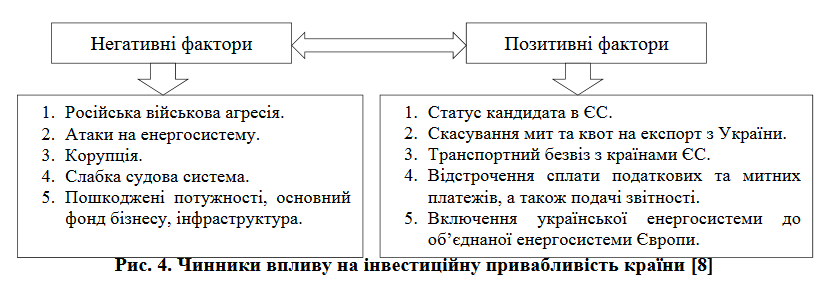 Негативні фактори
Позитивні фактори
1. Російська військова агресія.
2. Атаки на енергосистему.
3. Корупція.
4. Слабка судова система.
5. Пошкоджені потужності, основний
фонд бізнесу, інфраструктура.
1. Статус кандидата в ЄС.
2. Скасування мит та квот на експорт з України.
3. Транспортний безвіз з країнами ЄС.
4. Відстрочення сплати податкових та митних
платежів, а також подачі звітності.
5. Включення української енергосистеми до
об’єднаної енергосистеми Європи.
Рис. 4. Чинники впливу на інвестиційну привабливість країни [8]